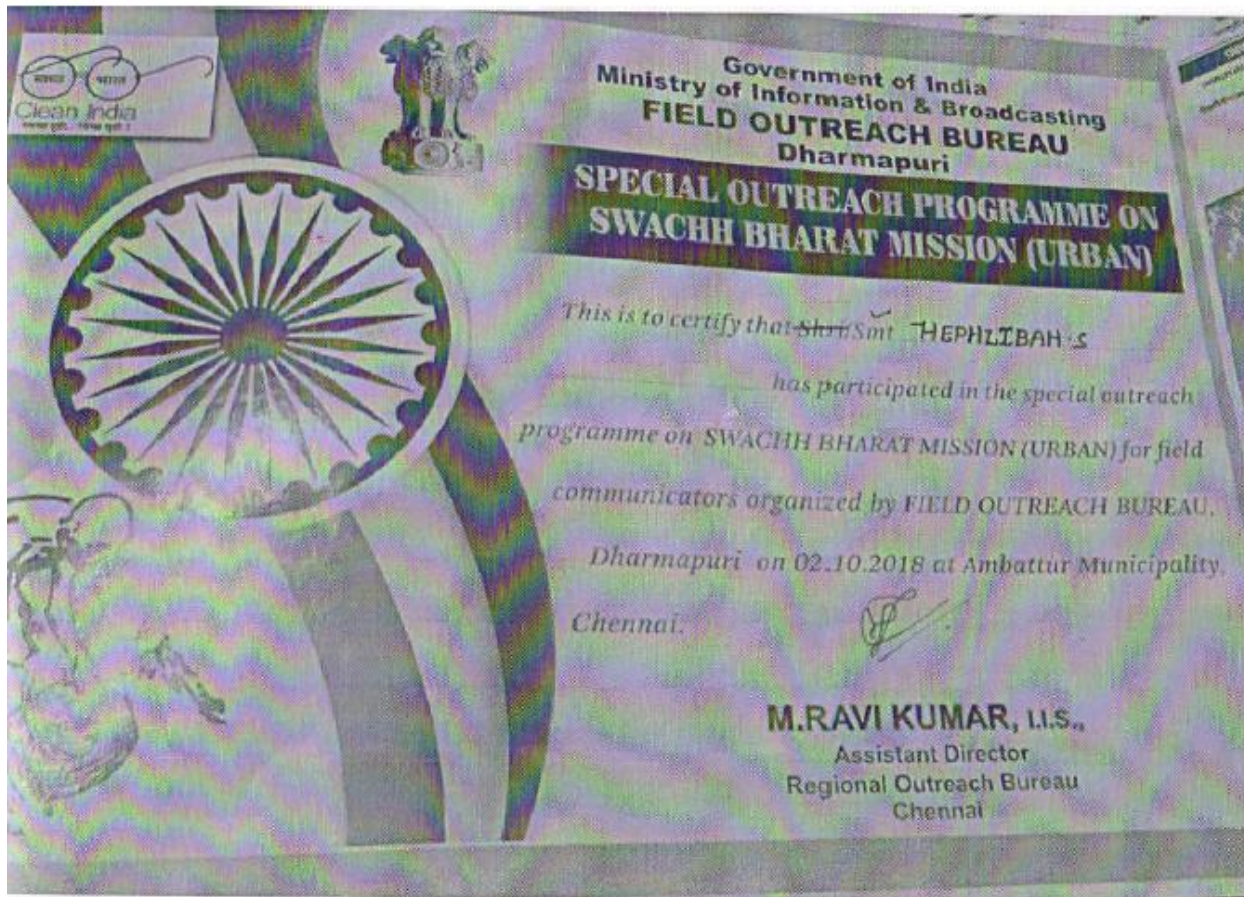 स्वच्छ भारत
Clean India
Government of India
Ministry of Information & Broadcasting
FIELD OUTREACH BUREAU
Dharmapuri
SPECIAL OUTREACH PROGRAMME ON
SWACHH BHARAT MISSION (URBAN)
This is to certify that Shri/Smt HEPHZIBAH.S
has participated in the special outreach
programme on SWACHH BHARAT MISSION (URBAN) for field
communicators organized by FIELD OUTREACH BUREAU,
Dharmapuri on 02.10.2018 at Ambattur Municipality,
Chennai.
M.RAVI KUMAR, I.I.S.,
Assistant Director
Regional Outreach Bureau
Chennai